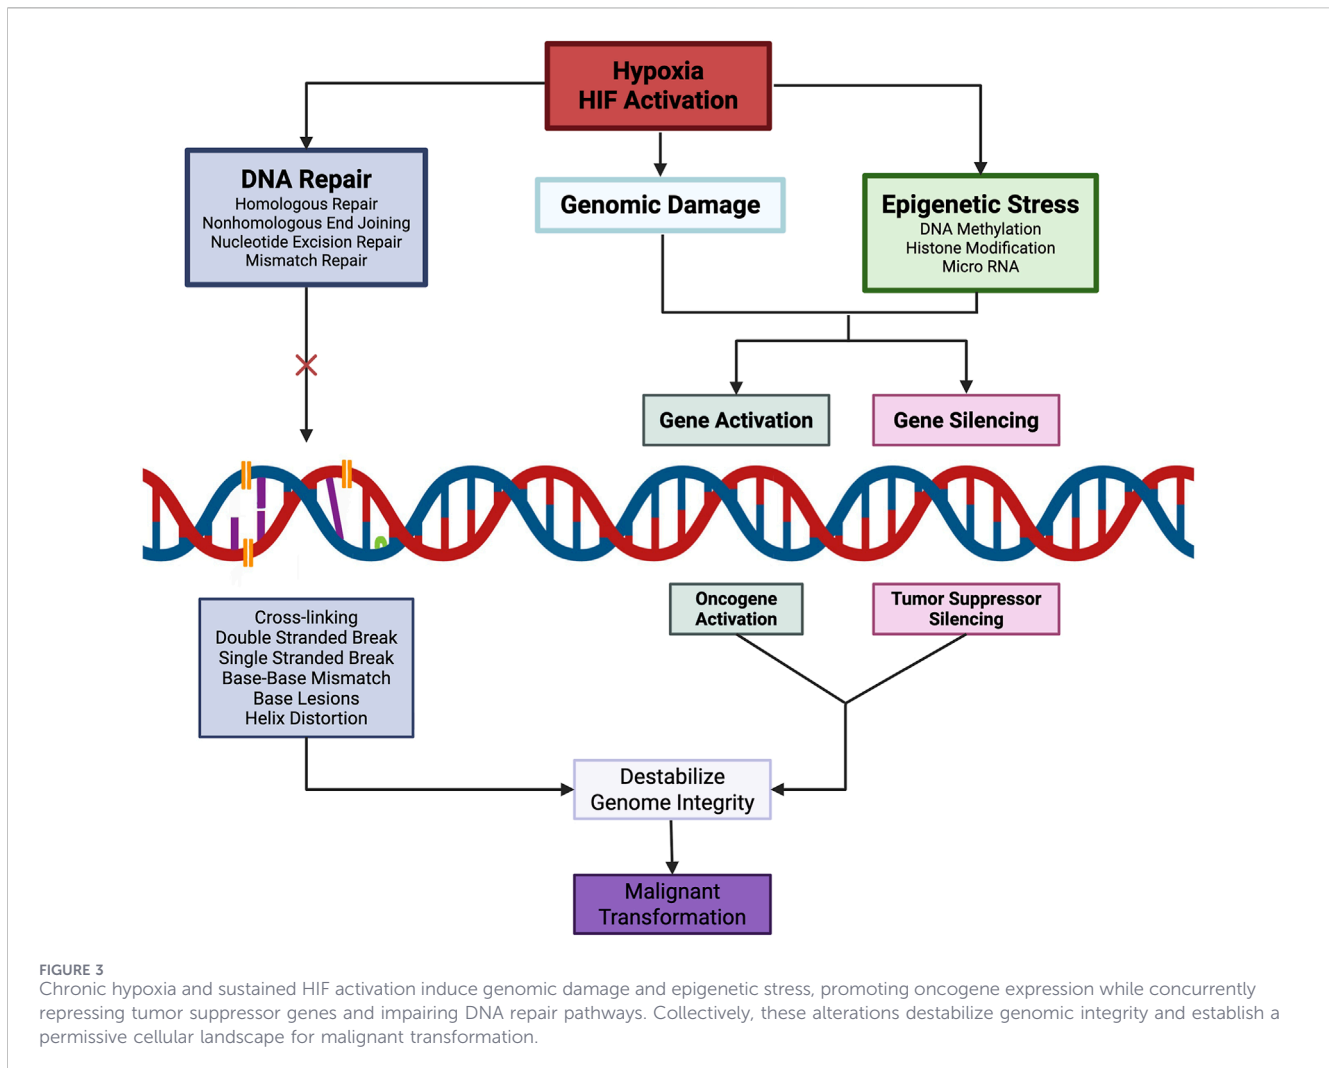 Hypoxia
HIF Activation
DNA Repair
Homologous Repair
Nonhomologous End Joining
Nucleotide Excision Repair
Mismatch Repair
Genomic Damage
Epigenetic Stress
DNA Methylation
Histone Modification
Micro RNA
Gene Activation
Gene Silencing
Cross-linking
Double Stranded Break
Single Stranded Break
Base-Base Mismatch
Base Lesions
Helix Distortion
Oncogene
Activation
Tumor Suppressor
Silencing
Destabilize
Genome Integrity
Malignant
Transformation
FIGURE 3
Chronic hypoxia and sustained HIF activation induce genomic damage and epigenetic stress, promoting oncogene expression while concurrently
repressing tumor suppressor genes and impairing DNA repair pathways. Collectively, these alterations destabilize genomic integrity and establish a
permissive cellular landscape for malignant transformation.